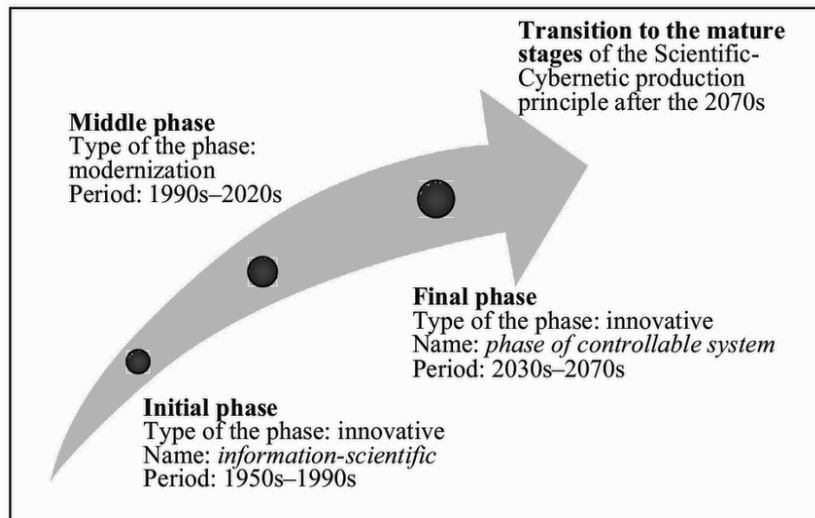 Transition to the mature
stages of the Scientific-
Cybernetic production
principle after the 2070s
Middle phase
Type of the phase:
modernization
Period: 1990s–2020s
Final phase
Type of the phase: innovative
Name: phase of controllable system
Period: 2030s–2070s
Initial phase
Type of the phase: innovative
Name: information-scientific
Period: 1950s–1990s